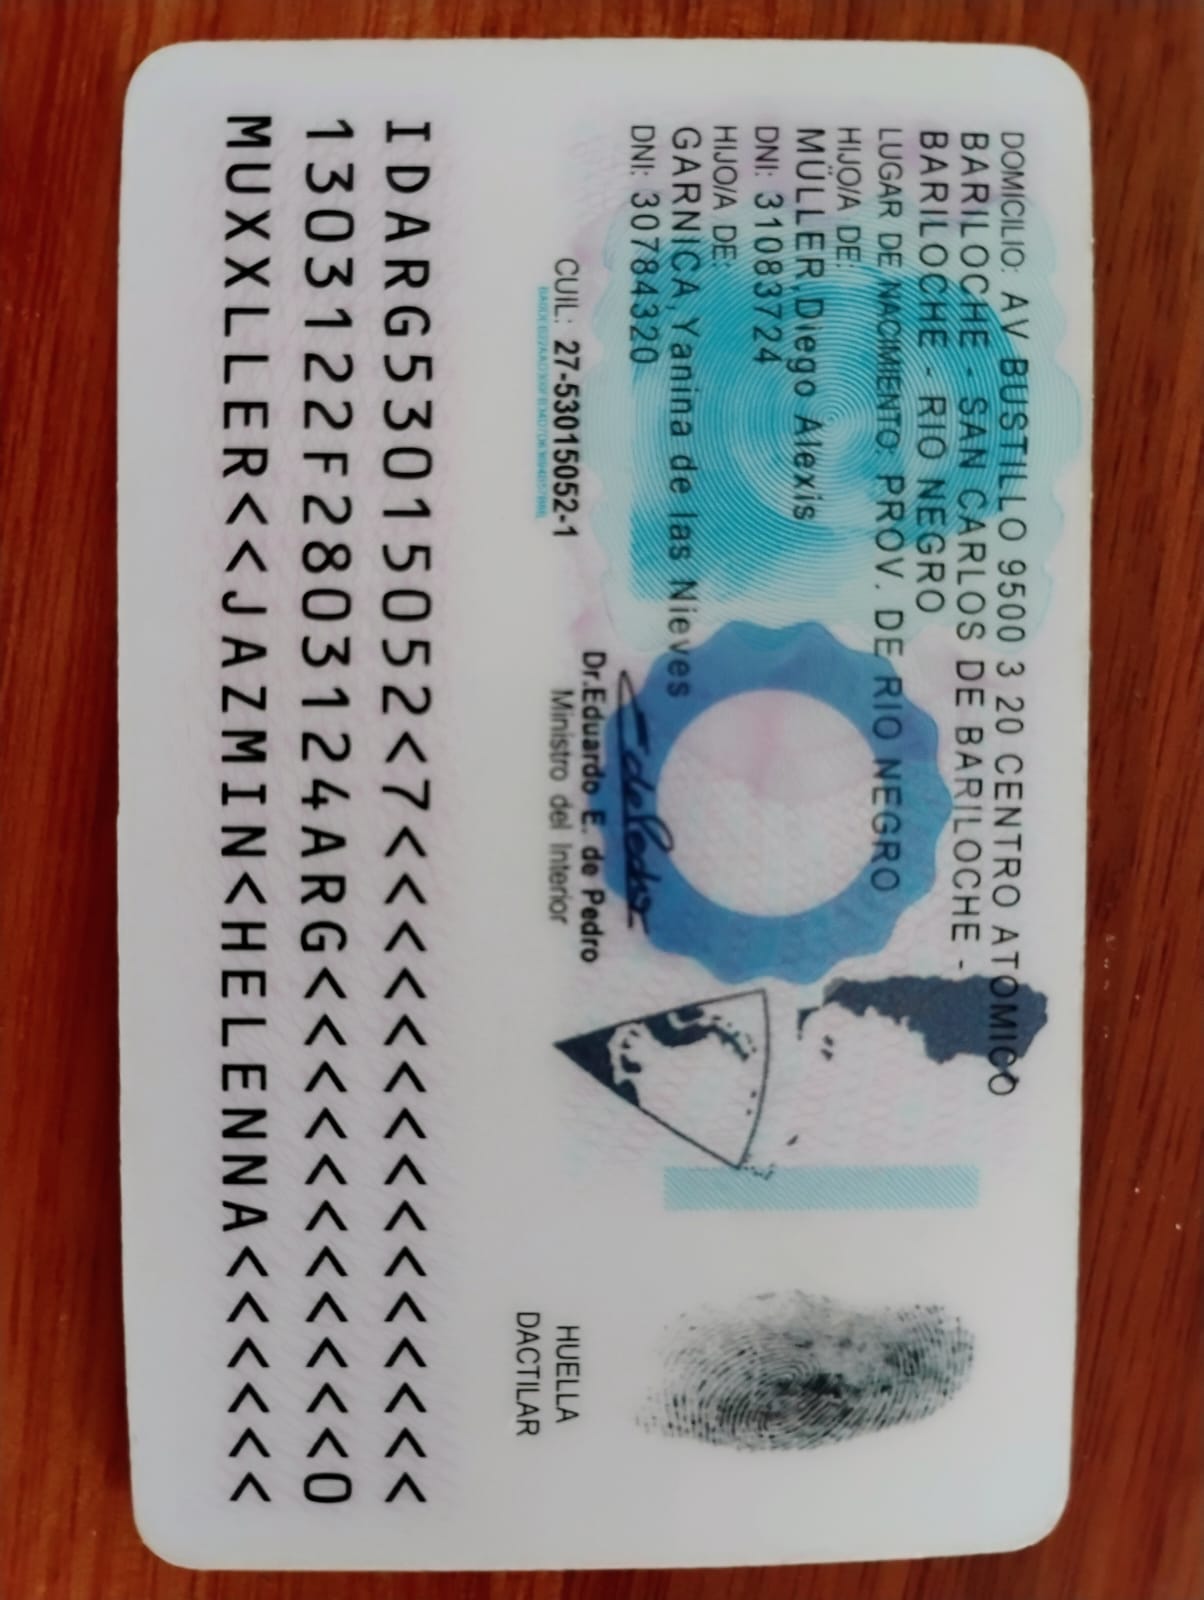 DOMICILIO: AV BUSTILLO 9500 3 20 CENTRO ATOMICO
BARILOCHE - SAN CARLOS DE BARILOCHE -
BARILOCHE - RIO NEGRO
LUGAR DE NACIMIENTO: PROV. DE RIO NEGRO
HIJO/A DE:
MÜLLER,Diego Alexis
DNI: 31083724
HIJO/A DE:
GARNICA,Yanina de las Nieves
DNI: 30784320
CUIL: 27-53015052-1
Dr.Eduardo E. de Pedro
Ministro del Interior
HUELLA
DACTILAR
IDARG53015052<7<<<<<<<<<<<<<<<
1303122F2803124ARG<<<<<<<<<<<0
MUXXLLER<<JAZMIN<HELENNA<<<<<<